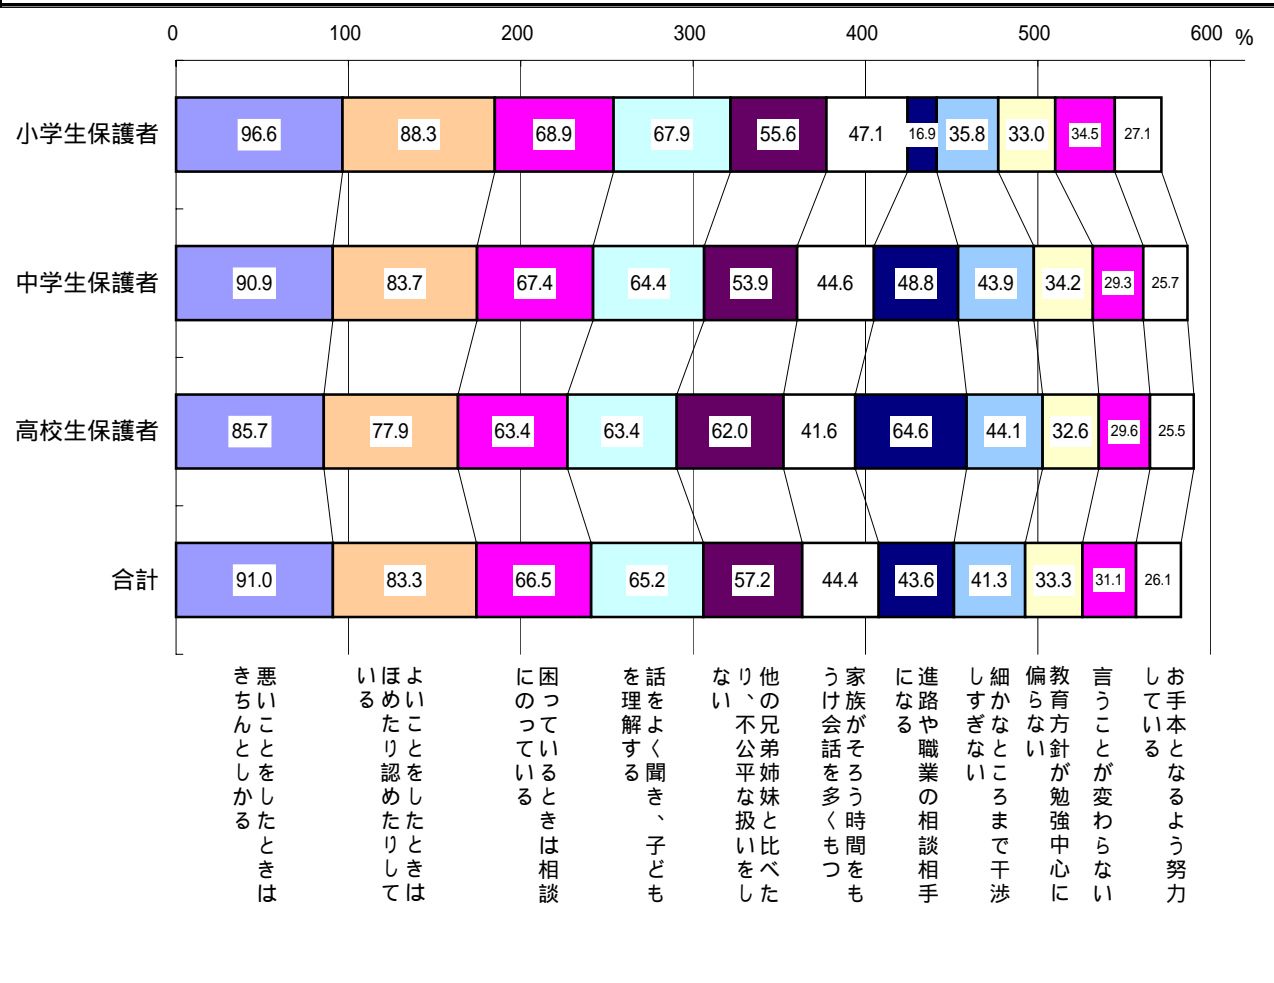 0 100 200 300 400 500 600 %
小学生保護者 96.6 88.3 68.9 67.9 55.6 47.1 16.9 35.8 33.0 34.5 27.1
中学生保護者 90.9 83.7 67.4 64.4 53.9 44.6 48.8 43.9 34.2 29.3 25.7
高校生保護者 85.7 77.9 63.4 63.4 62.0 41.6 64.6 44.1 32.6 29.6 25.5
合計 91.0 83.3 66.5 65.2 57.2 44.4 43.6 41.3 33.3 31.1 26.1
悪いことをしたときは
きちんとしかる
よいことをしたときは
ほめたり認めたりして
いる
困っているときは相談
にのっている
話をよく聞き、子ども
を理解する
他の兄弟姉妹と比べた
り、不公平な扱いをし
ない
家族がそろう時間をも
うけ会話を多くもつ
進路や職業の相談相手
になる
細かなところまで干渉
しすぎない
教育方針が勉強中心に
偏らない
言うことが変わらない
お手本となるよう努力
している